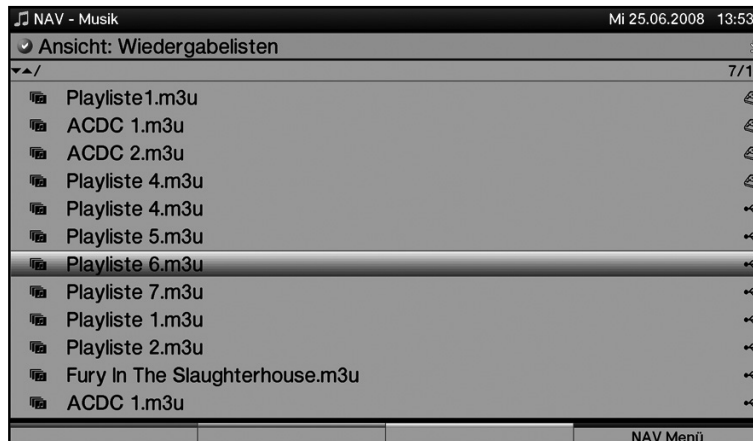 NAV - Musik Mi 25.06.2008 13:53
Ansicht: Wiedergabelisten
/ 7/1
Playliste1.m3u
ACDC 1.m3u
ACDC 2.m3u
Playliste 4.m3u
Playliste 4.m3u
Playliste 5.m3u
Playliste 6.m3u
Playliste 7.m3u
Playliste 1.m3u
Playliste 2.m3u
Fury In The Slaughterhouse.m3u
ACDC 1.m3u
NAV Menü